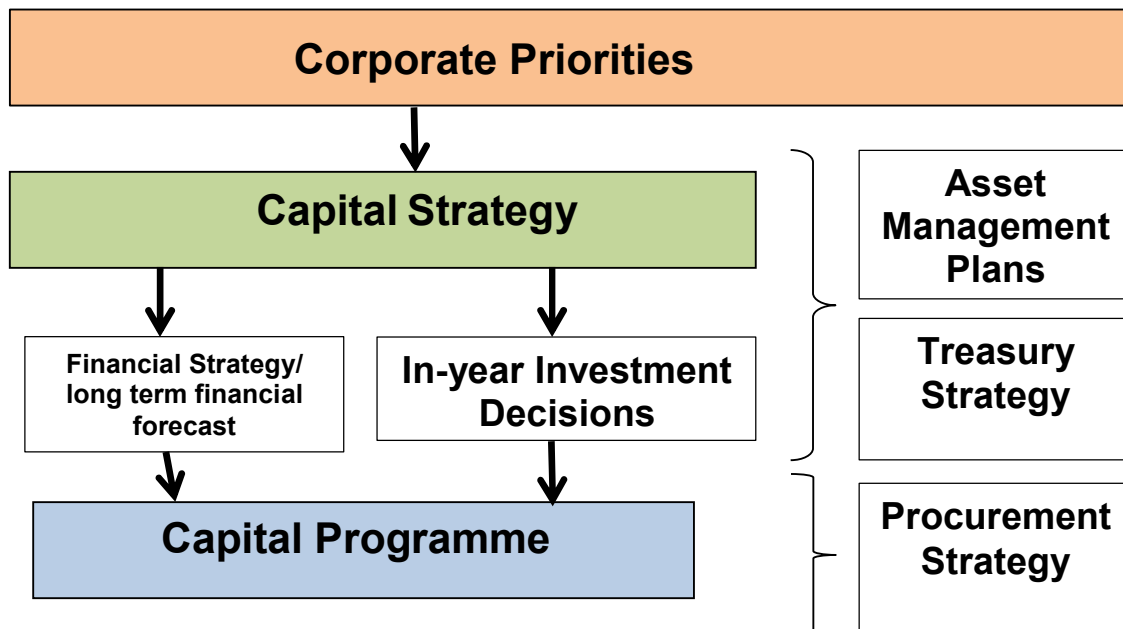 Corporate Priorities
Capital Strategy
Asset
Management
Plans
Financial Strategy/
long term financial
forecast
In-year Investment
Decisions
Treasury
Strategy
Capital Programme
Procurement
Strategy